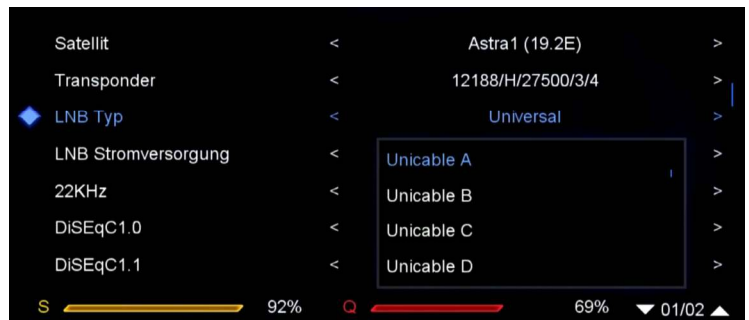 Satellit < Astra1 (19.2E) >
Transponder < 12188/H/27500/3/4 >
LNB Typ < Universal >
LNB Stromversorgung < >
Unicable A
22KHz < >
Unicable B
DiSEqC1.0 < >
Unicable C
DiSEqC1.1 < >
Unicable D
S 92% Q 69% 01/02